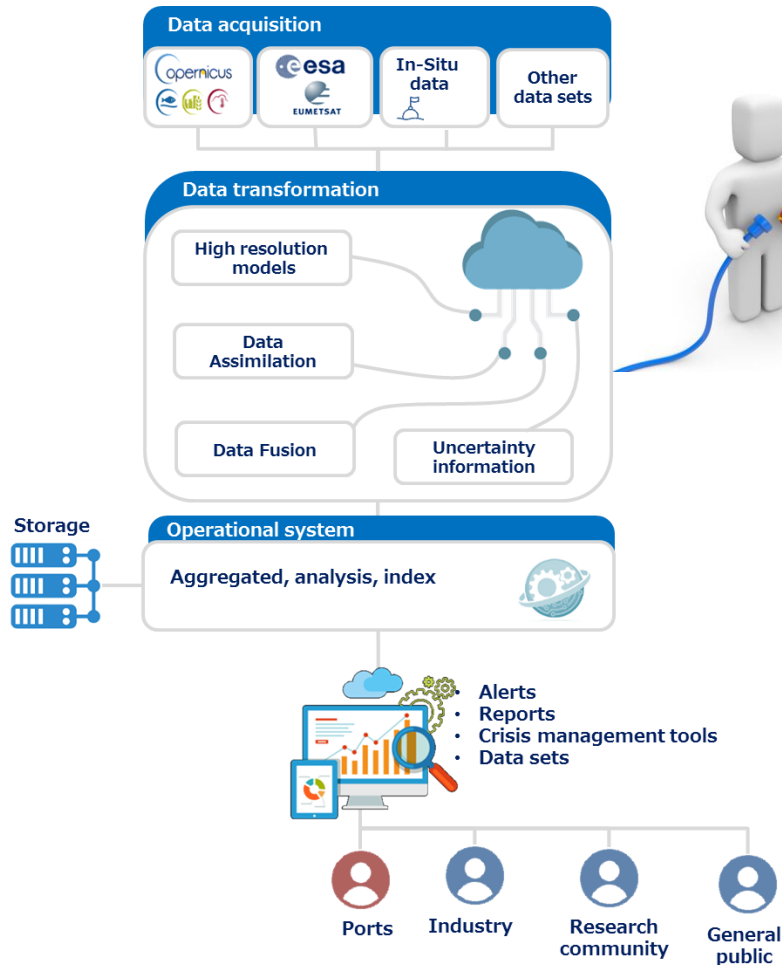 Data acquisition
Copernicus
esa
EUMETSAT
In-Situ
data
Other
data sets
Data transformation
High resolution
models
Data
Assimilation
Data Fusion
Uncertainty
information
Storage
Operational system
Aggregated, analysis, index
• Alerts
• Reports
• Crisis management tools
• Data sets
Ports
Industry
Research
community
General
public